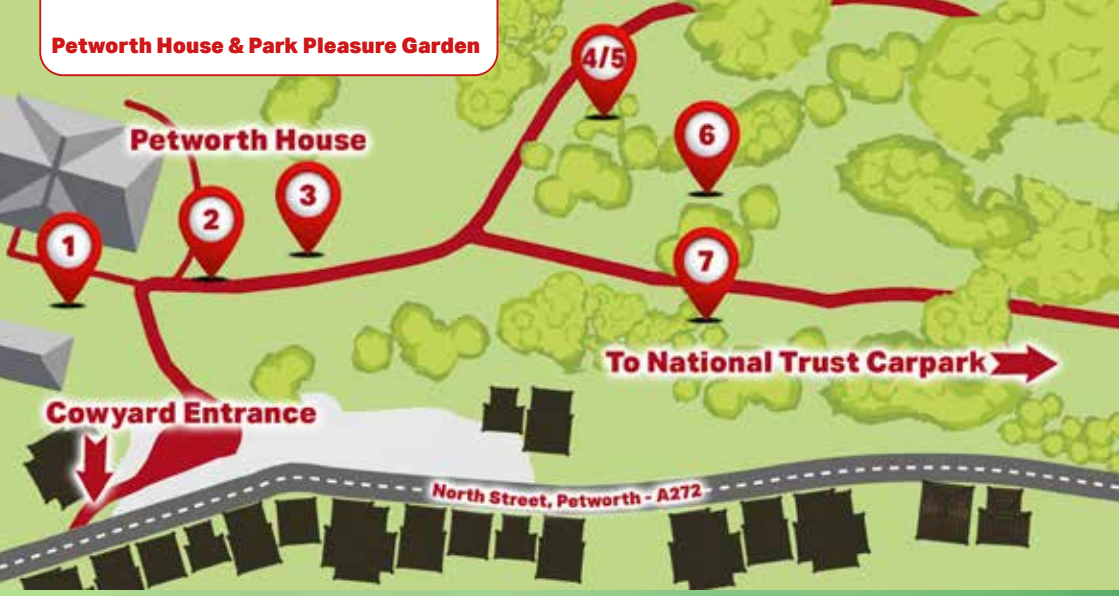 Petworth House & Park Pleasure Garden
4/5
Petworth House
6
3
2
1
7
To National Trust Carpark
Cowyard Entrance
North Street, Petworth - A272